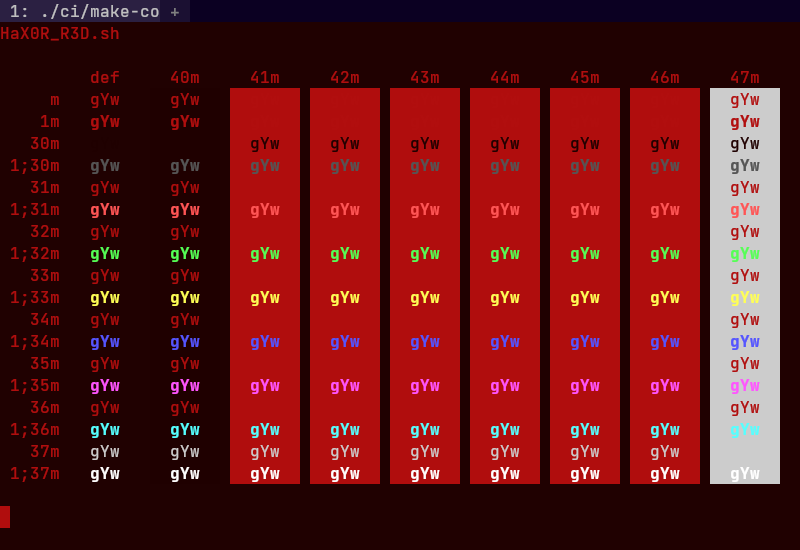 1: ./ci/make-co +
HaX0R_R3D.sh
def 40m 41m 42m 43m 44m 45m 46m 47m
m gYw gYw gYw
1m gYw gYw gYw
30m gYw gYw gYw gYw gYw gYw gYw
1;30m gYw gYw gYw gYw gYw gYw gYw gYw gYw
31m gYw gYw gYw
1;31m gYw gYw gYw gYw gYw gYw gYw gYw gYw
32m gYw gYw gYw
1;32m gYw gYw gYw gYw gYw gYw gYw gYw gYw
33m gYw gYw gYw
1;33m gYw gYw gYw gYw gYw gYw gYw gYw gYw
34m gYw gYw gYw
1;34m gYw gYw gYw gYw gYw gYw gYw gYw gYw
35m gYw gYw gYw
1;35m gYw gYw gYw gYw gYw gYw gYw gYw gYw
36m gYw gYw gYw
1;36m gYw gYw gYw gYw gYw gYw gYw gYw gYw
37m gYw gYw gYw gYw gYw gYw gYw gYw
1;37m gYw gYw gYw gYw gYw gYw gYw gYw gYw